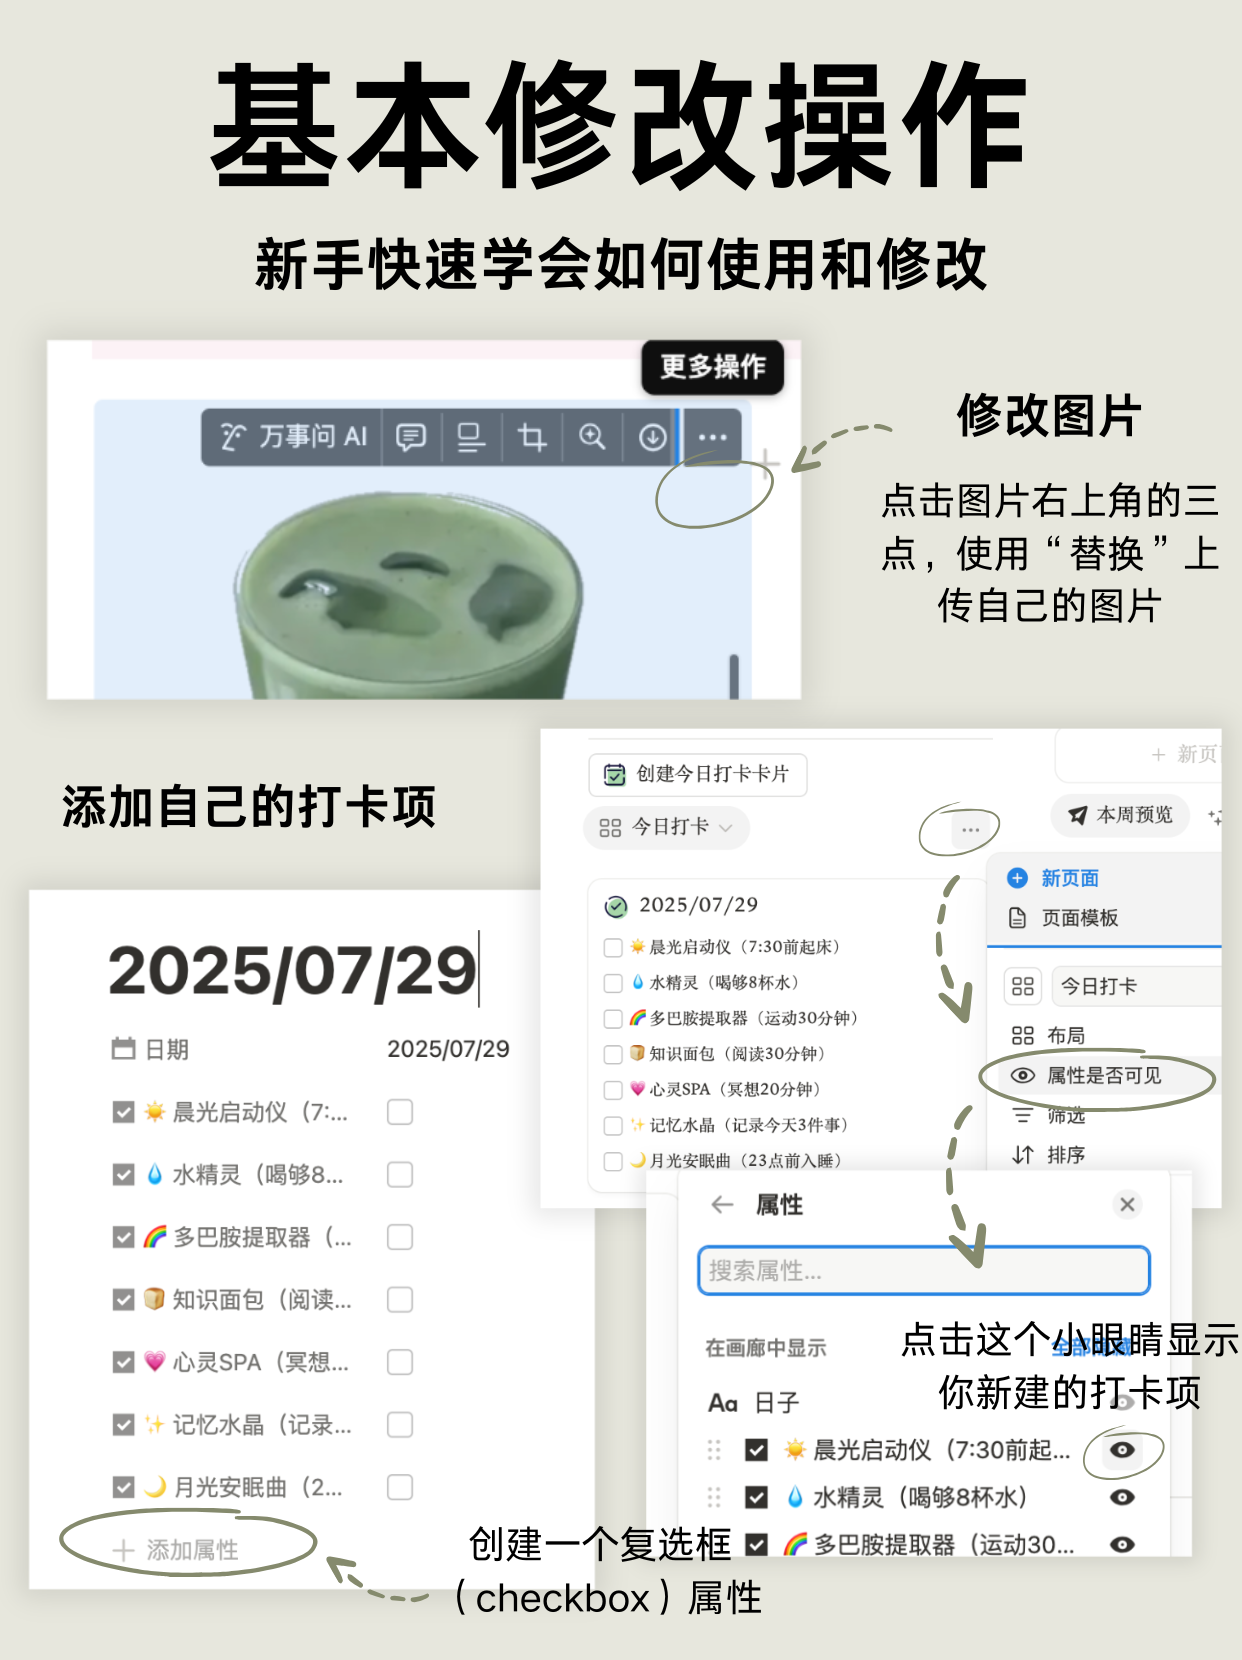 基本修改操作
新手快速学会如何使用和修改
更多操作
万事问 AI
修改图片
点击图片右上角的三
点，使用“替换”上
传自己的图片
添加自己的打卡项
2025/07/29
日期 2025/07/29
☀️ 晨光启动仪（7:...
💧 水精灵（喝够8...
🌈 多巴胺提取器（...
🍞 知识面包（阅读...
💗 心灵SPA（冥想...
✨ 记忆水晶（记录...
🌙 月光安眠曲（2...
+ 添加属性
创建一个复选框
（checkbox）属性
创建今日打卡卡片
今日打卡
...
2025/07/29
☀️ 晨光启动仪（7:30前起床）
💧 水精灵（喝够8杯水）
🌈 多巴胺提取器（运动30分钟）
🍞 知识面包（阅读30分钟）
💗 心灵SPA（冥想20分钟）
✨ 记忆水晶（记录今天3件事）
🌙 月光安眠曲（23点前入睡）
+ 新页
本周预览
新页面
页面模板
今日打卡
布局
属性是否可见
筛选
排序
属性
搜索属性...
在画廊中显示
点击这个小眼睛显示
你新建的打卡项
Aa 日子
☀️ 晨光启动仪（7:30前起...
💧 水精灵（喝够8杯水）
🌈 多巴胺提取器（运动30...